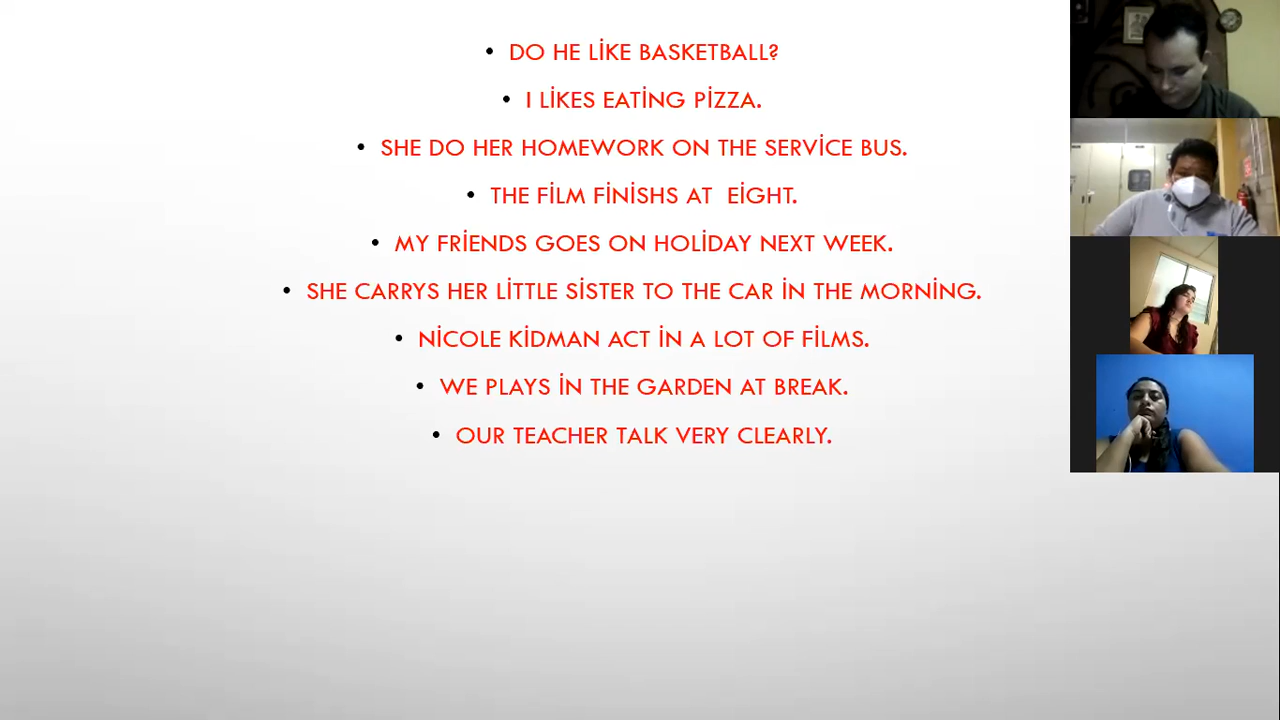 • DO HE LİKE BASKETBALL?
• I LİKES EATİNG PİZZA.
• SHE DO HER HOMEWORK ON THE SERVİCE BUS.
• THE FİLM FİNİSHS AT  EİGHT.
• MY FRİENDS GOES ON HOLİDAY NEXT WEEK.
• SHE CARRYS HER LİTTLE SİSTER TO THE CAR İN THE MORNİNG.
• NİCOLE KİDMAN ACT İN A LOT OF FİLMS.
• WE PLAYS İN THE GARDEN AT BREAK.
• OUR TEACHER TALK VERY CLEARLY.